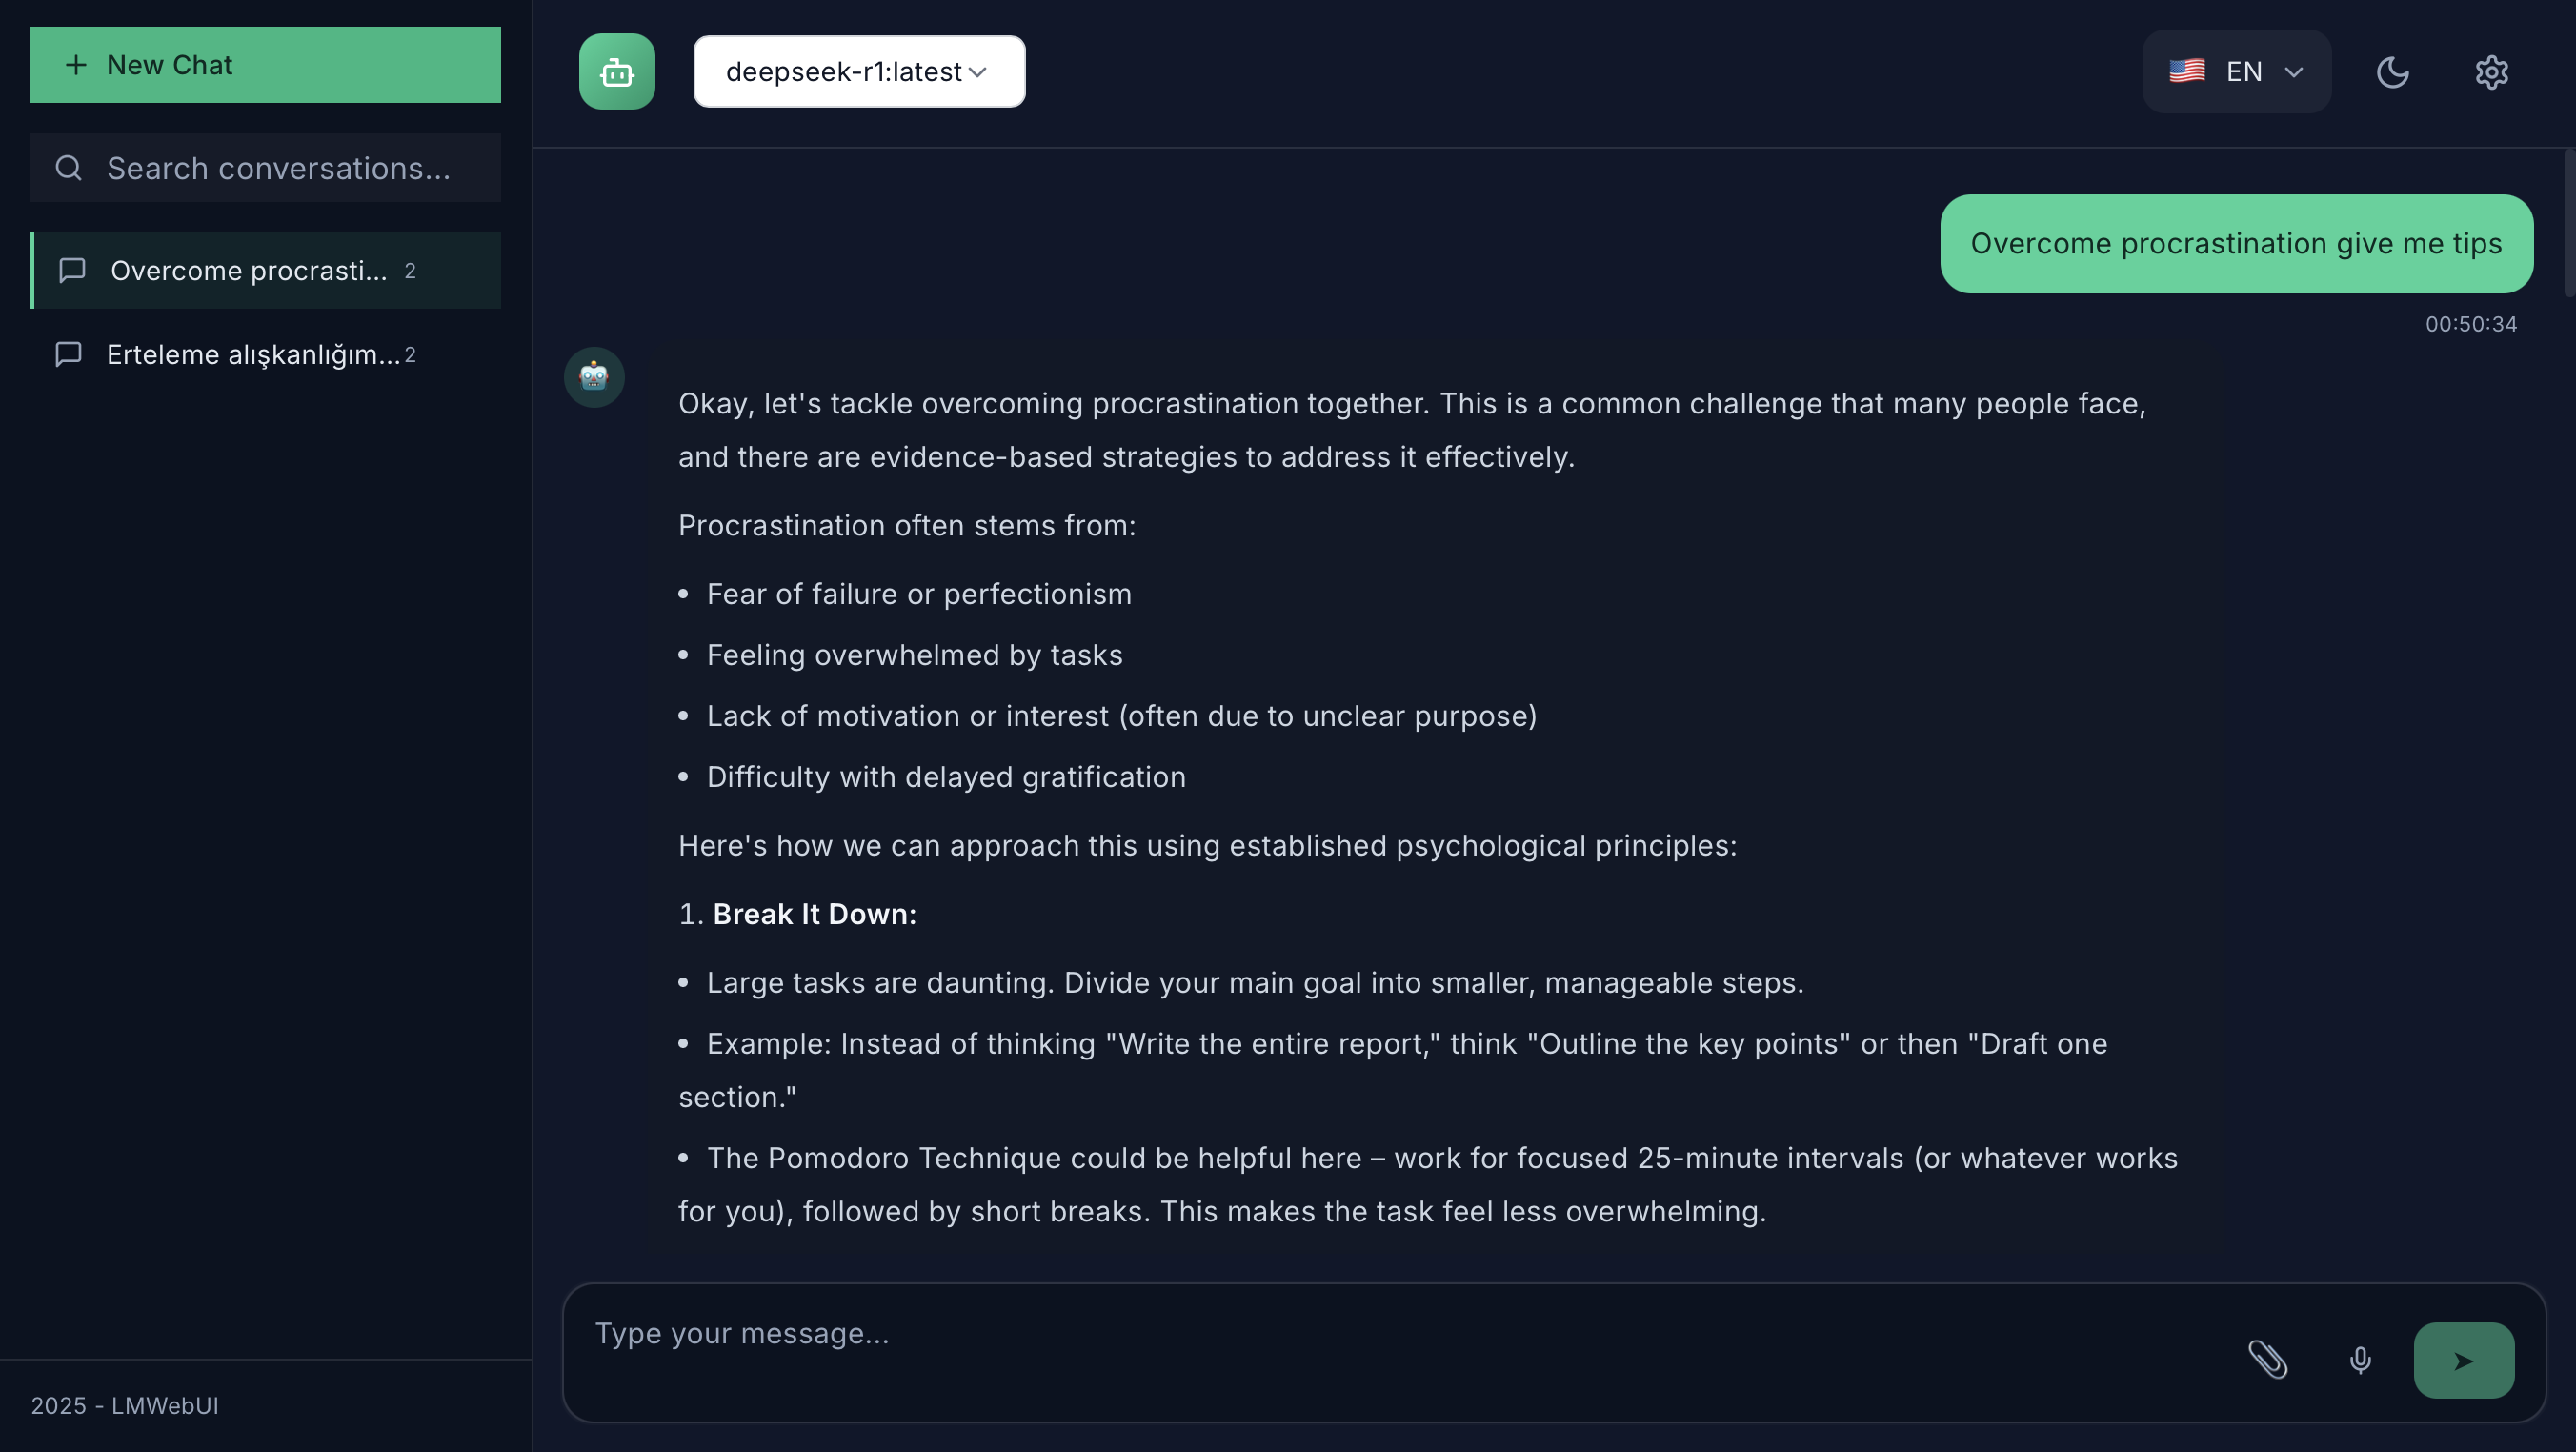 New Chat
Search conversations...
Overcome procrasti... 2
Erteleme alışkanlığım... 2
2025 - LMWebUI
deepseek-r1:latest
EN
Overcome procrastination give me tips
00:50:34
Okay, let's tackle overcoming procrastination together. This is a common challenge that many people face,
and there are evidence-based strategies to address it effectively.
Procrastination often stems from:
• Fear of failure or perfectionism
• Feeling overwhelmed by tasks
• Lack of motivation or interest (often due to unclear purpose)
• Difficulty with delayed gratification
Here's how we can approach this using established psychological principles:
1. Break It Down:
• Large tasks are daunting. Divide your main goal into smaller, manageable steps.
• Example: Instead of thinking "Write the entire report," think "Outline the key points" or then "Draft one
section."
• The Pomodoro Technique could be helpful here – work for focused 25-minute intervals (or whatever works
for you), followed by short breaks. This makes the task feel less overwhelming.
Type your message...